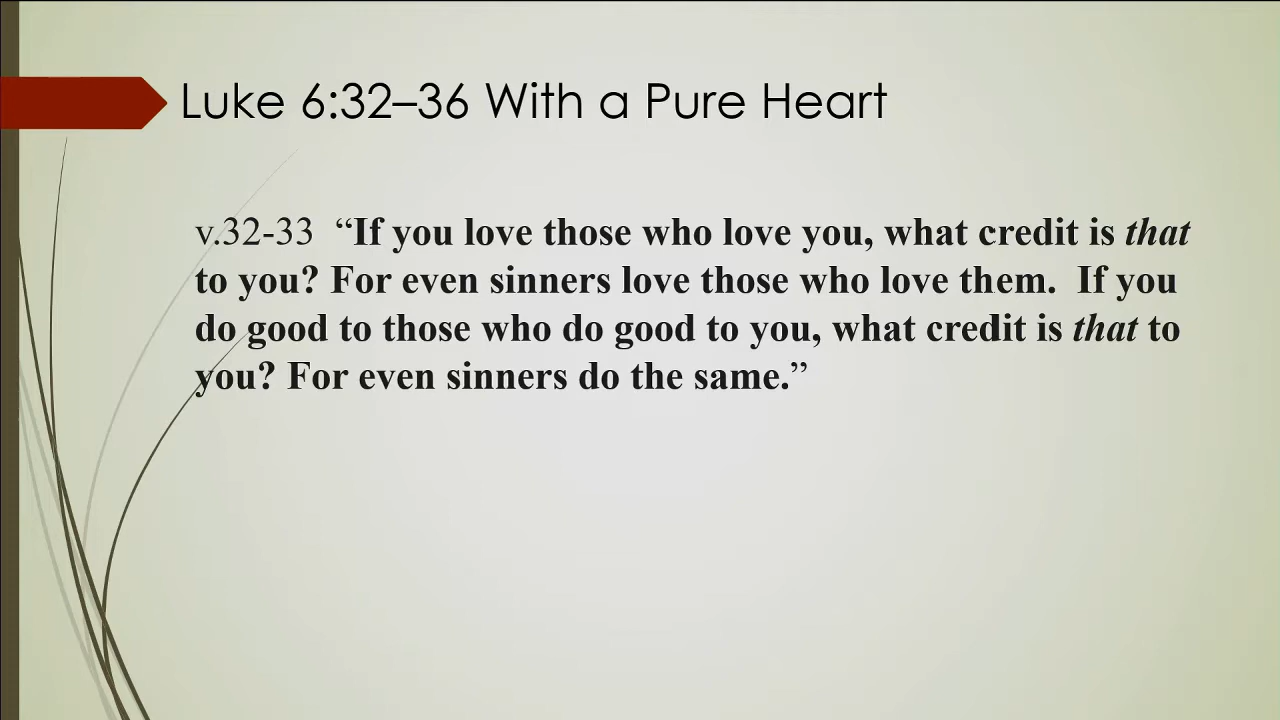 Luke 6:32–36 With a Pure Heart
v.32-33  “If you love those who love you, what credit is that
to you? For even sinners love those who love them.  If you
do good to those who do good to you, what credit is that to
you? For even sinners do the same.”